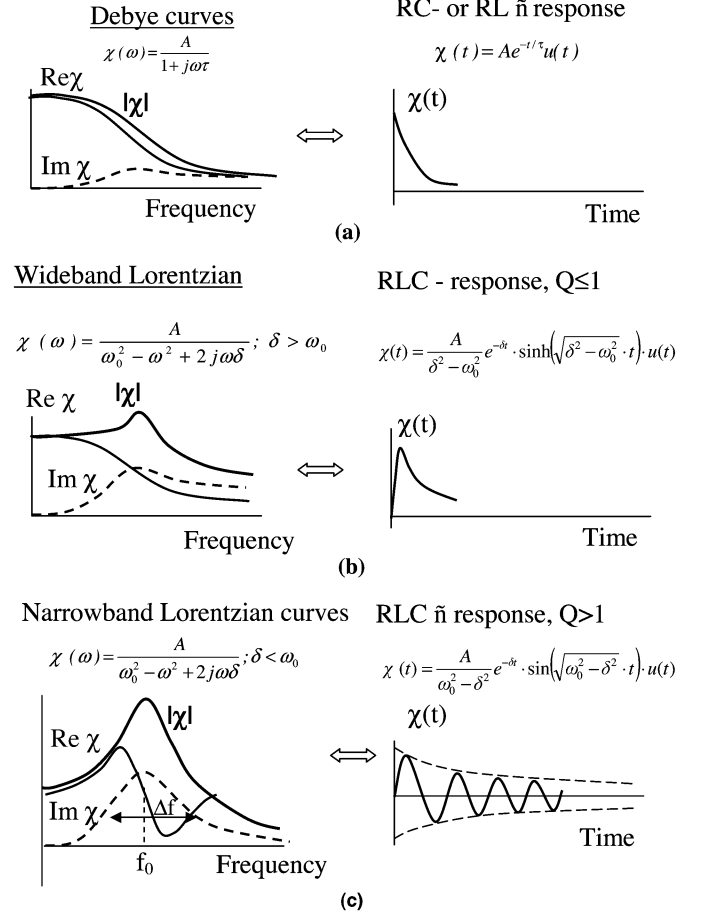 Debye curves
RC- or RL ñ response
χ(ω)=A/(1+jωτ)
χ(t)=Ae^{-t/τ}u(t)
Reχ
|χ|
χ(t)
Im χ
Frequency
Time
(a)
Wideband Lorentzian
RLC - response, Q≤1
χ(ω)=A/(ω₀²-ω²+2jωδ); δ>ω₀
χ(t)=A/(δ²-ω₀²) e^{-δt}·sinh(√(δ²-ω₀²)·t)·u(t)
Re χ
|χ|
χ(t)
Im χ
Frequency
Time
(b)
Narrowband Lorentzian curves
RLC ñ response, Q>1
χ(ω)=A/(ω₀²-ω²+2jωδ); δ<ω₀
χ(t)=A/(ω₀²-δ²) e^{-δt}·sin(√(ω₀²-δ²)·t)·u(t)
|χ|
χ(t)
Re χ
Im χ
Δf
Time
f₀
Frequency
(c)